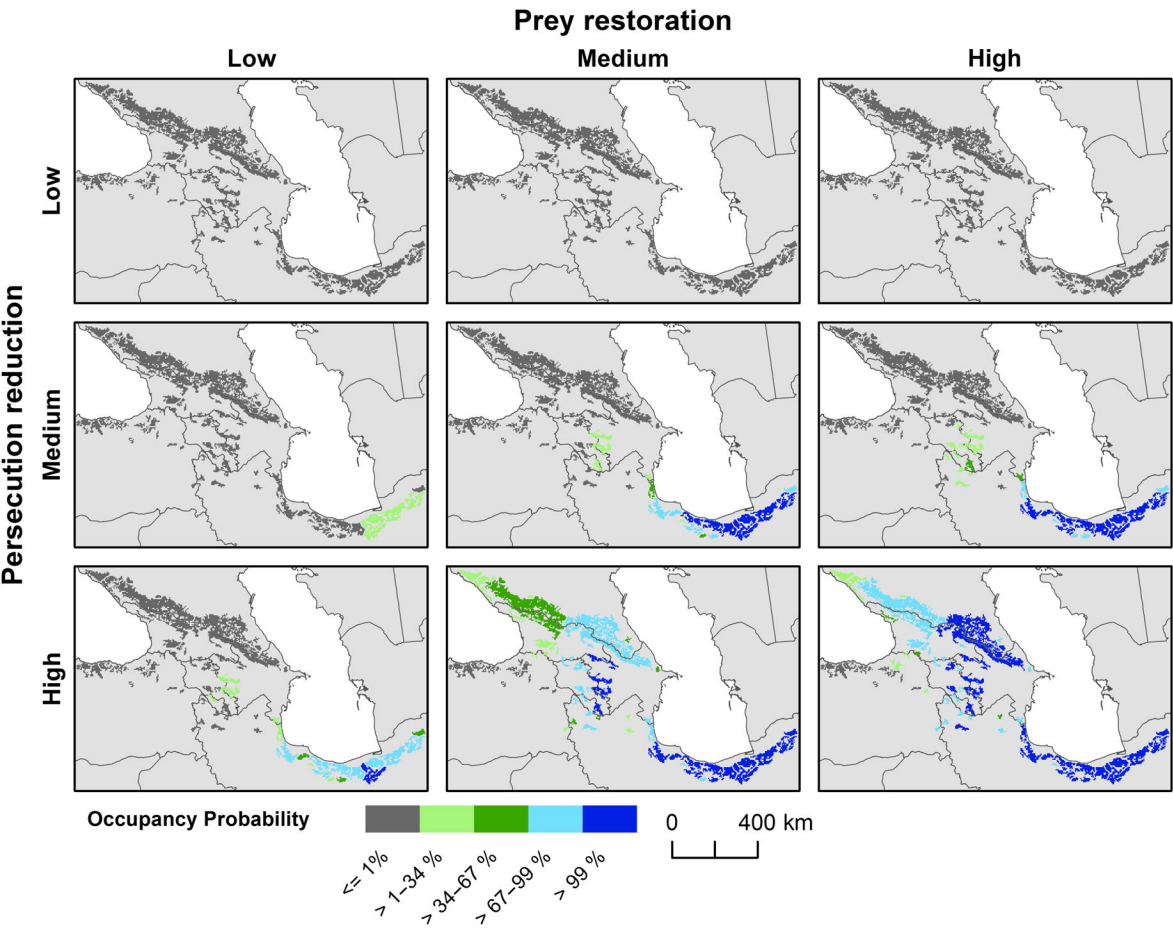 Prey restoration
Low
Medium
High
Persecution reduction
Low
Medium
High
Occupancy Probability
<= 1%
> 1–34 %
> 34–67 %
> 67–99 %
> 99 %
0
400 km